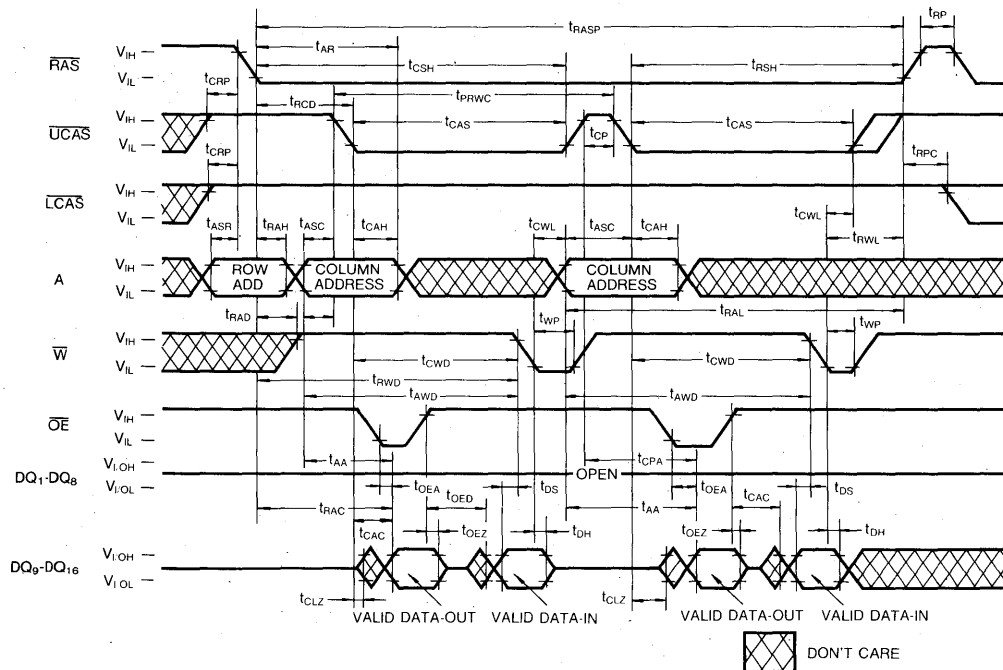 tRP
tRASP
tAR
RAS VIH
VIL
tCSH tRSH
tCRP
tRCD tPRWC
UCAS VIH
VIL
tCAS tCP tCAS
tCRP tRPC
LCAS VIH
VIL
tCWL
tASR tRAH tASC tCAH tCWL tASC tCAH tRWL
A VIH
VIL
ROW ADD
COLUMN ADDRESS
COLUMN ADDRESS
tRAD tWP tRAL tWP
W VIH
VIL
tCWD tCWD
tRWD
tAWD tAWD
OE VIH
VIL
tAA tCPA
DQ1-DQ8 VI/OH
VI/OL
OPEN
tOEA tDS tOEA tDS
tRAC tOED tAA tCAC
tCAC tOEZ tDH tOEZ tDH
DQ9-DQ16 VI/OH
VI/OL
tCLZ tCLZ
VALID DATA-OUT VALID DATA-IN VALID DATA-OUT VALID DATA-IN
DON'T CARE